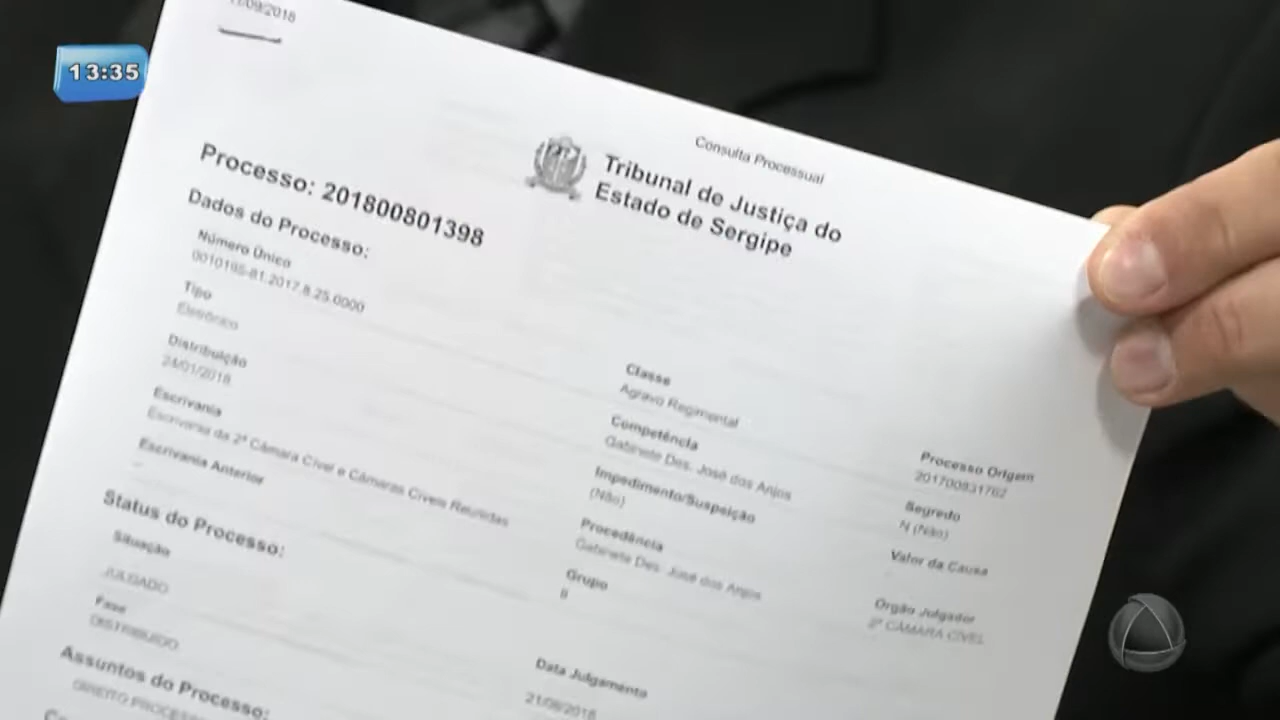 /09/2018
13:35
Consulta Processual
Tribunal de Justiça do
Estado de Sergipe
Processo: 201800801398
Dados do Processo:
Número Único
0010195-81.2017.8.25.0000
Tipo
Eletrônico
Distribuição
24/01/2018
Escrivania
Escrivania da 2ª Câmara Cível e Câmaras Cíveis Reunidas
Escrivania Anterior
--
Classe
Agravo Regimental
Competência
Gabinete Des. José dos Anjos
Impedimento/Suspeição
(Não)
Procedência
Gabinete Des. José dos Anjos
Grupo
Processo Origem
201700831762
Segredo
N (Não)
Valor da Causa
Orgão Julgador
2ª CÂMARA CÍVEL
Status do Processo:
Situação
JULGADO
Fase
DISTRIBUIDO
Data Julgamento
21/08/2018
Assuntos do Processo:
DIREITO